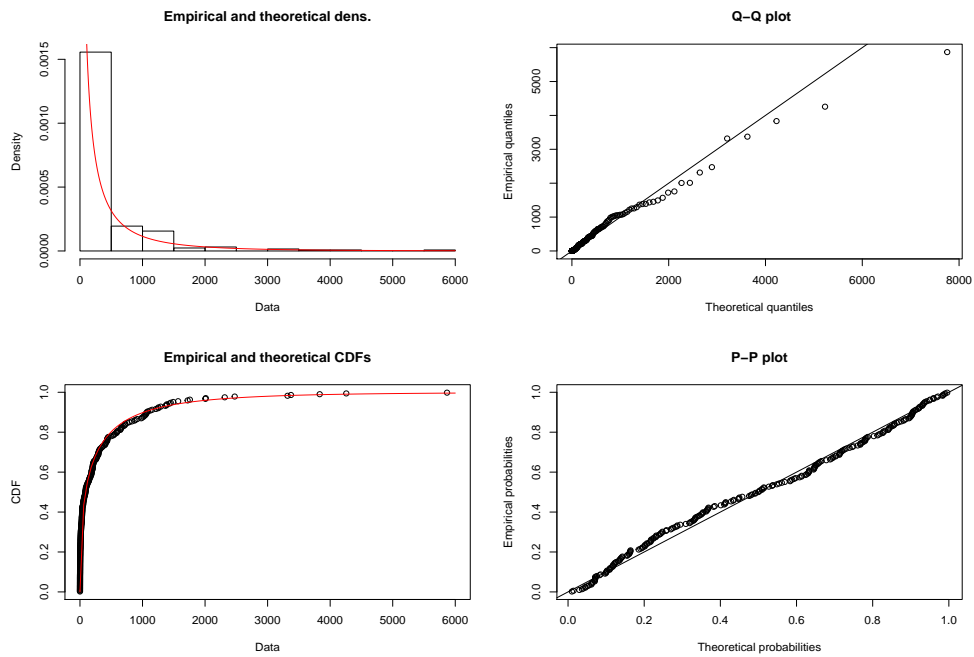 Empirical and theoretical dens.
Density
0.0000 0.0005 0.0010 0.0015
0 1000 2000 3000 4000 5000 6000
Data
Q−Q plot
Empirical quantiles
0 1000 3000 5000
0 2000 4000 6000 8000
Theoretical quantiles
Empirical and theoretical CDFs
CDF
0.0 0.2 0.4 0.6 0.8 1.0
0 1000 2000 3000 4000 5000 6000
Data
P−P plot
Empirical probabilities
0.0 0.2 0.4 0.6 0.8 1.0
0.0 0.2 0.4 0.6 0.8 1.0
Theoretical probabilities